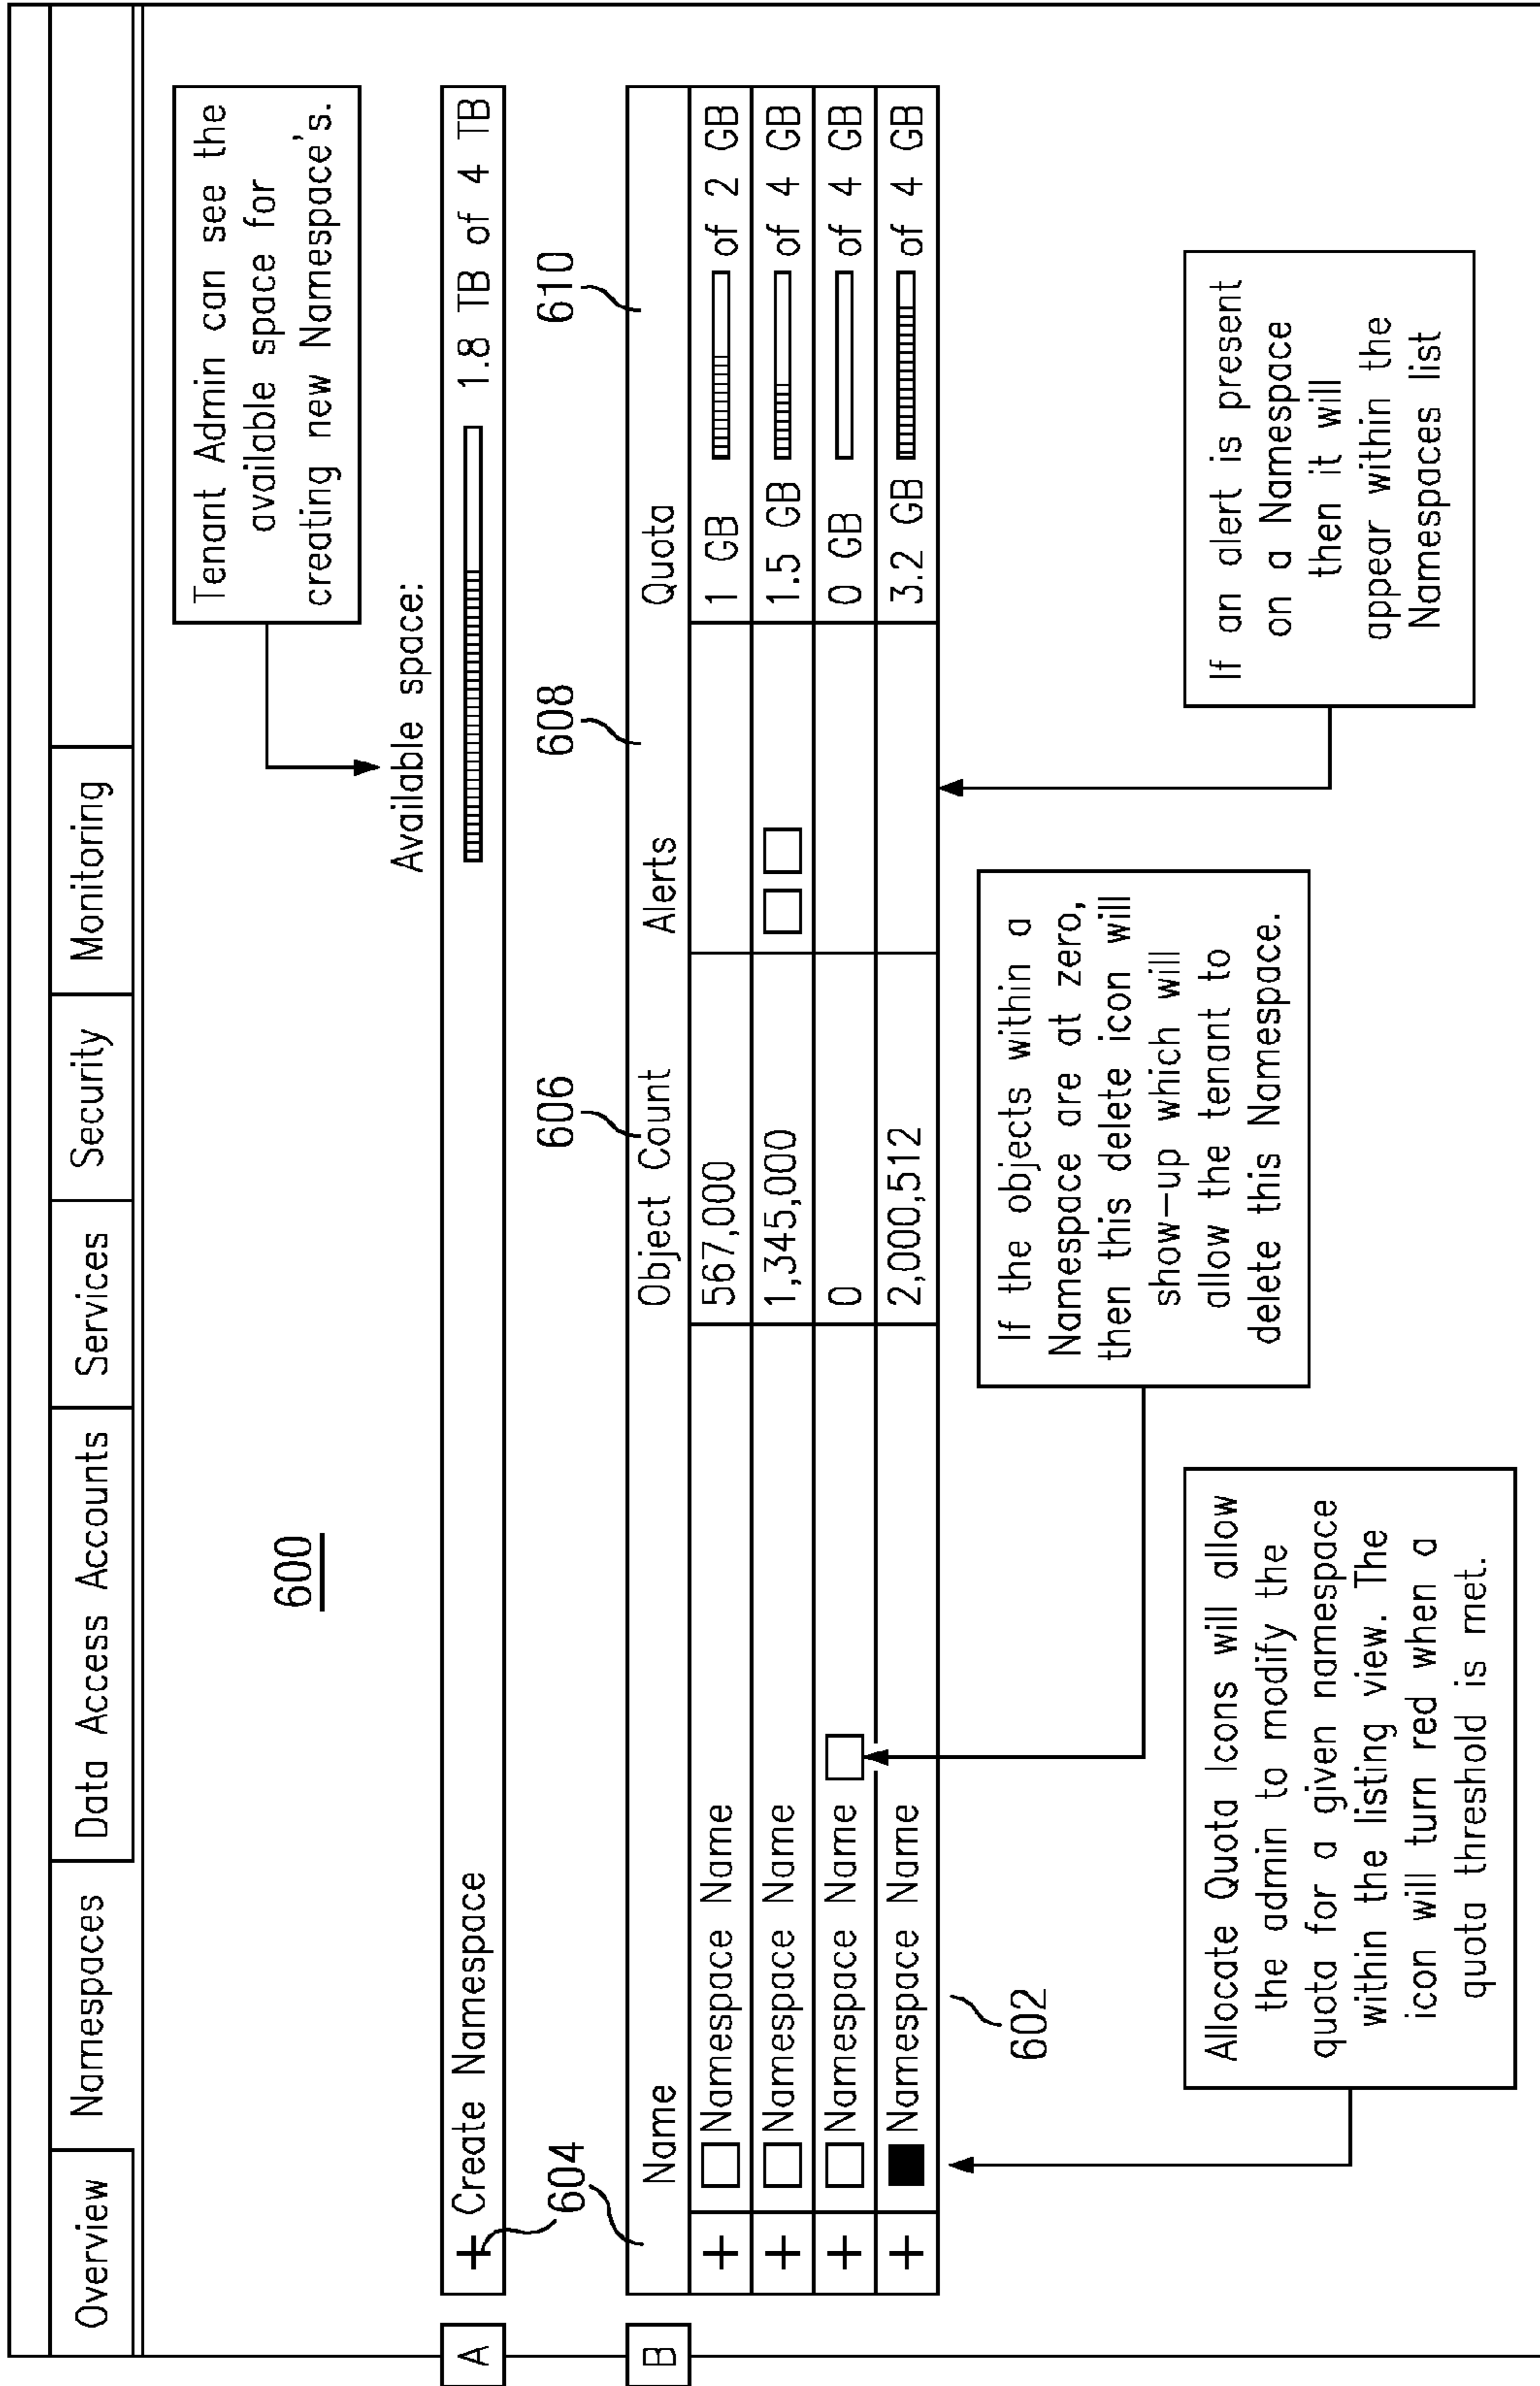 Overview
Namespaces
Data Access Accounts
Services
Security
Monitoring
600
Tenant Admin can see the
available space for
creating new Namespace's.
Available space:
A
+ Create Namespace
1.8 TB of 4 TB
604
606
608
610
B
Name
Object Count
Alerts
Quota
+ Namespace Name 567,000 1 GB of 2 GB
+ Namespace Name 1,345,000 1.5 GB of 4 GB
+ Namespace Name 0 0 GB of 4 GB
+ Namespace Name 2,000,512 3.2 GB of 4 GB
602
Allocate Quota Icons will allow
the admin to modify the
quota for a given namespace
within the listing view. The
icon will turn red when a
quota threshold is met.
If the objects within a
Namespace are at zero,
then this delete icon will
show-up which will
allow the tenant to
delete this Namespace.
If an alert is present
on a Namespace
then it will
appear within the
Namespaces list